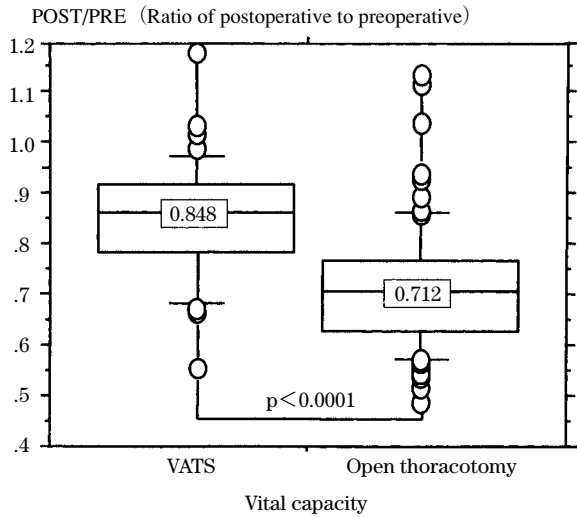 POST/PRE (Ratio of postoperative to preoperative)
1.2
1.1
1.0
.9
.8
.7
.6
.5
.4
0.848
0.712
p<0.0001
VATS Open thoracotomy
Vital capacity